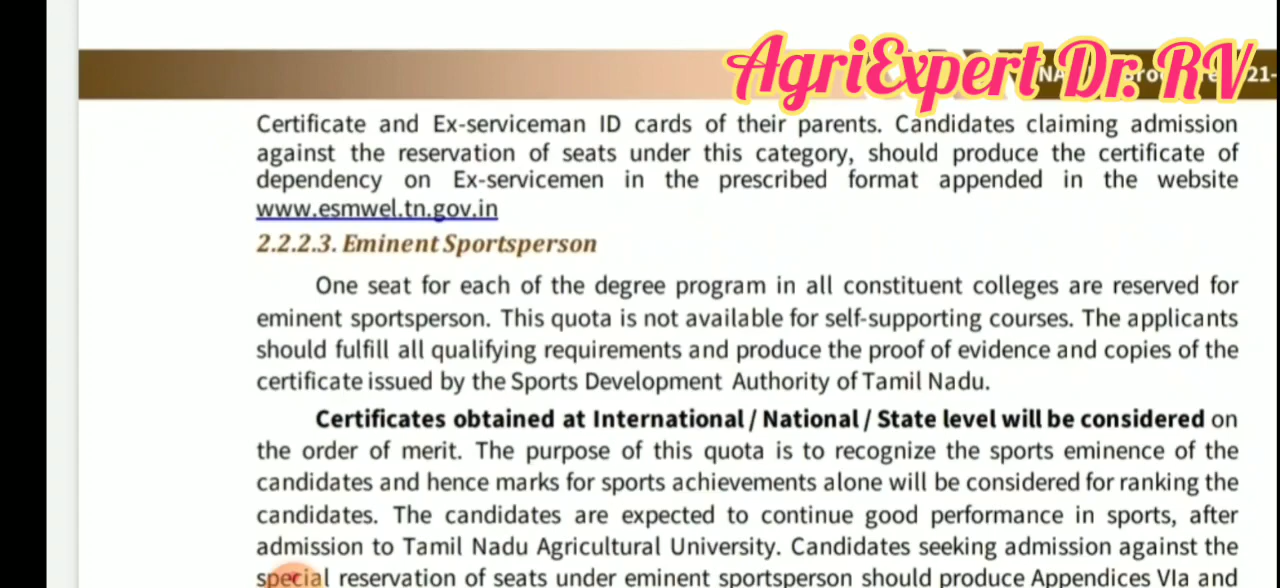 AgriExpert Dr. RV
21-
Certificate and Ex-serviceman ID cards of their parents. Candidates claiming admission
against the reservation of seats under this category, should produce the certificate of
dependency on Ex-servicemen in the prescribed format appended in the website
www.esmwel.tn.gov.in
2.2.2.3. Eminent Sportsperson
One seat for each of the degree program in all constituent colleges are reserved for
eminent sportsperson. This quota is not available for self-supporting courses. The applicants
should fulfill all qualifying requirements and produce the proof of evidence and copies of the
certificate issued by the Sports Development Authority of Tamil Nadu.
Certificates obtained at International / National / State level will be considered on
the order of merit. The purpose of this quota is to recognize the sports eminence of the
candidates and hence marks for sports achievements alone will be considered for ranking the
candidates. The candidates are expected to continue good performance in sports, after
admission to Tamil Nadu Agricultural University. Candidates seeking admission against the
special reservation of seats under eminent sportsperson should produce Appendices VIa and